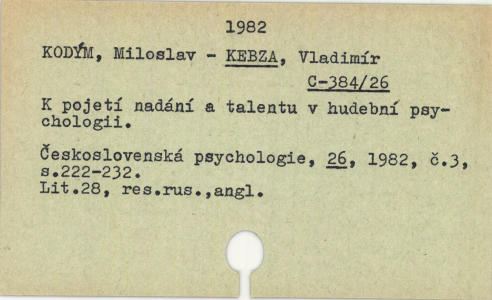 1982
KODÝM, Miloslav - KEBZA, Vladimír
C-384/26
K pojetí nadání a talentu v hudební psy-
chologii.
Československá psychologie, 26, 1982, č.3,
s.222-232.
Lit.28, res.rus.,angl.